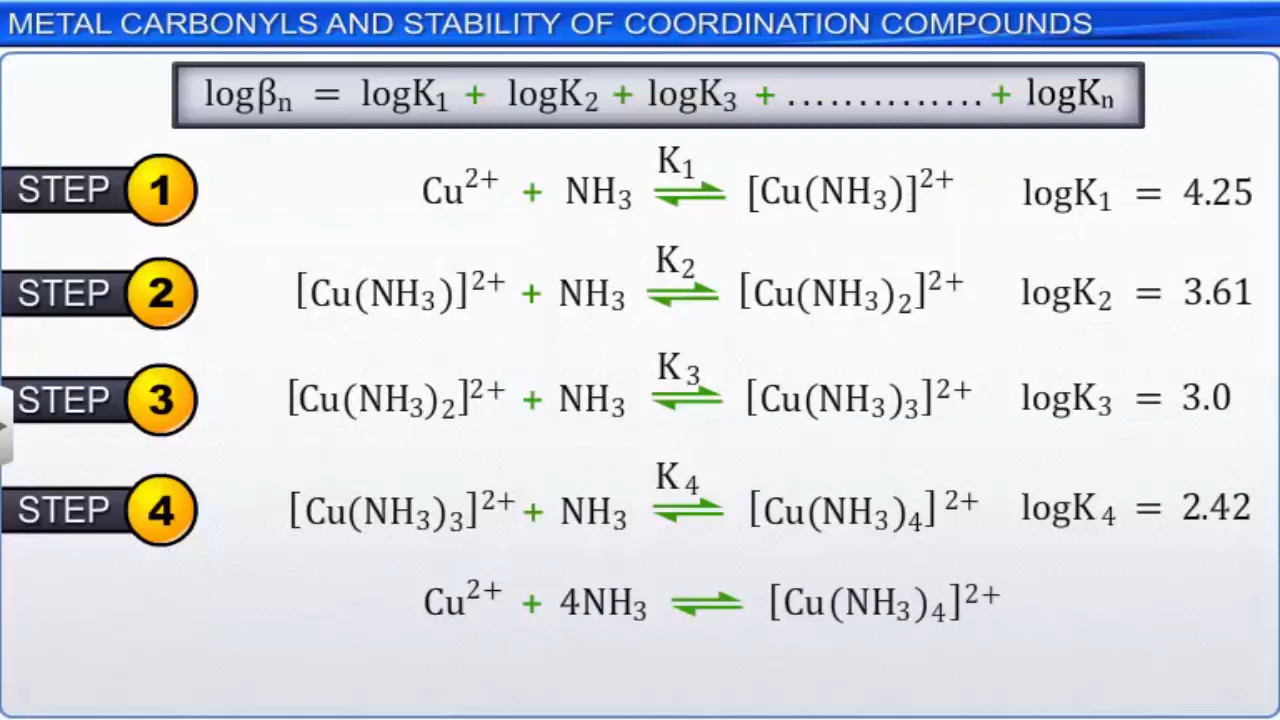 METAL CARBONYLS AND STABILITY OF COORDINATION COMPOUNDS
logβₙ = logK₁ + logK₂ + logK₃ + .............. + logKₙ
STEP 1 Cu²⁺ + NH₃ ⇌ K₁ [Cu(NH₃)]²⁺ logK₁ = 4.25
STEP 2 [Cu(NH₃)]²⁺ + NH₃ ⇌ K₂ [Cu(NH₃)₂]²⁺ logK₂ = 3.61
STEP 3 [Cu(NH₃)₂]²⁺ + NH₃ ⇌ K₃ [Cu(NH₃)₃]²⁺ logK₃ = 3.0
STEP 4 [Cu(NH₃)₃]²⁺ + NH₃ ⇌ K₄ [Cu(NH₃)₄]²⁺ logK₄ = 2.42
Cu²⁺ + 4NH₃ ⇌ [Cu(NH₃)₄]²⁺